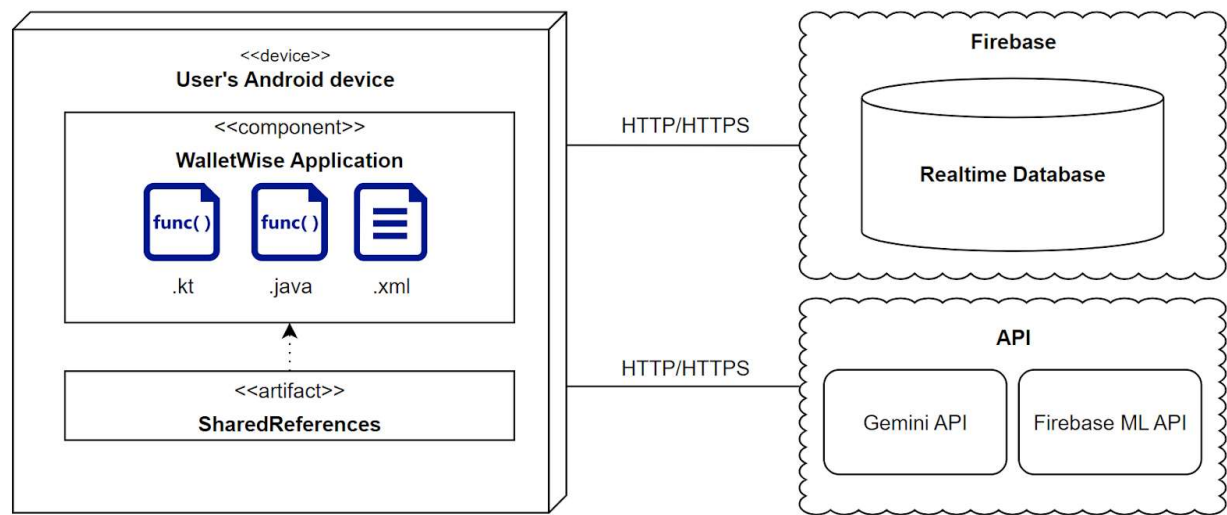 <<device>>
User's Android device
<<component>>
WalletWise Application
func( )
func( )
.kt
.java
.xml
<<artifact>>
SharedReferences
HTTP/HTTPS
HTTP/HTTPS
Firebase
Realtime Database
API
Gemini API
Firebase ML API